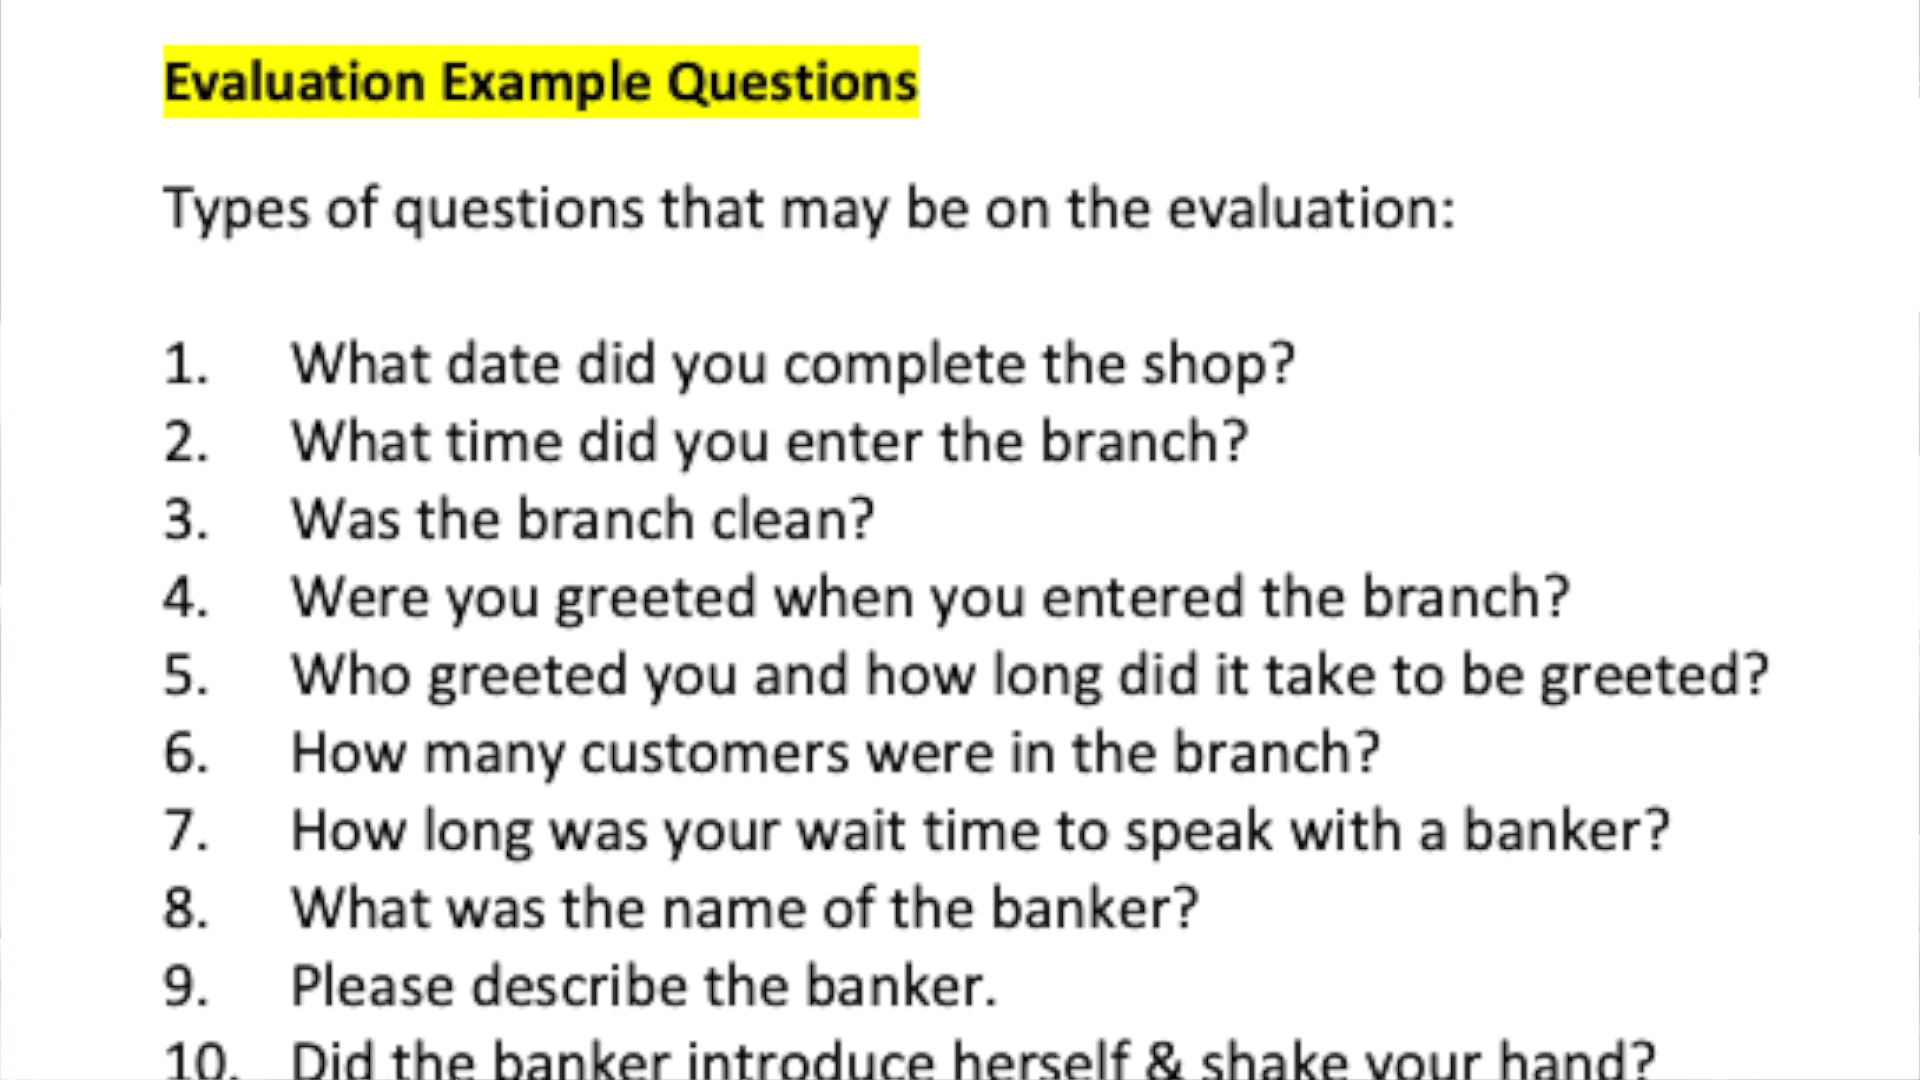 Evaluation Example Questions
Types of questions that may be on the evaluation:
1. What date did you complete the shop?
2. What time did you enter the branch?
3. Was the branch clean?
4. Were you greeted when you entered the branch?
5. Who greeted you and how long did it take to be greeted?
6. How many customers were in the branch?
7. How long was your wait time to speak with a banker?
8. What was the name of the banker?
9. Please describe the banker.
10. Did the banker introduce herself & shake your hand?